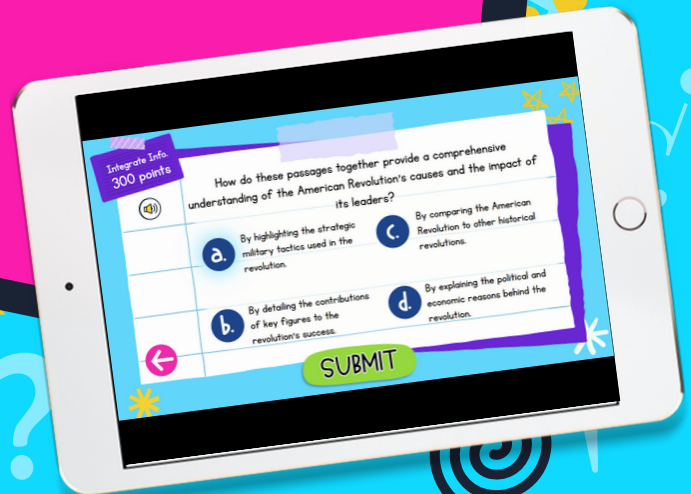 Integrate Info.
300 points
How do these passages together provide a comprehensive
understanding of the American Revolution's causes and the impact of
its leaders?
a.
By highlighting the strategic
military tactics used in the
revolution.
c.
By comparing the American
Revolution to other historical
revolutions.
b.
By detailing the contributions
of key figures to the
revolution's success.
d.
By explaining the political and
economic reasons behind the
revolution.
SUBMIT